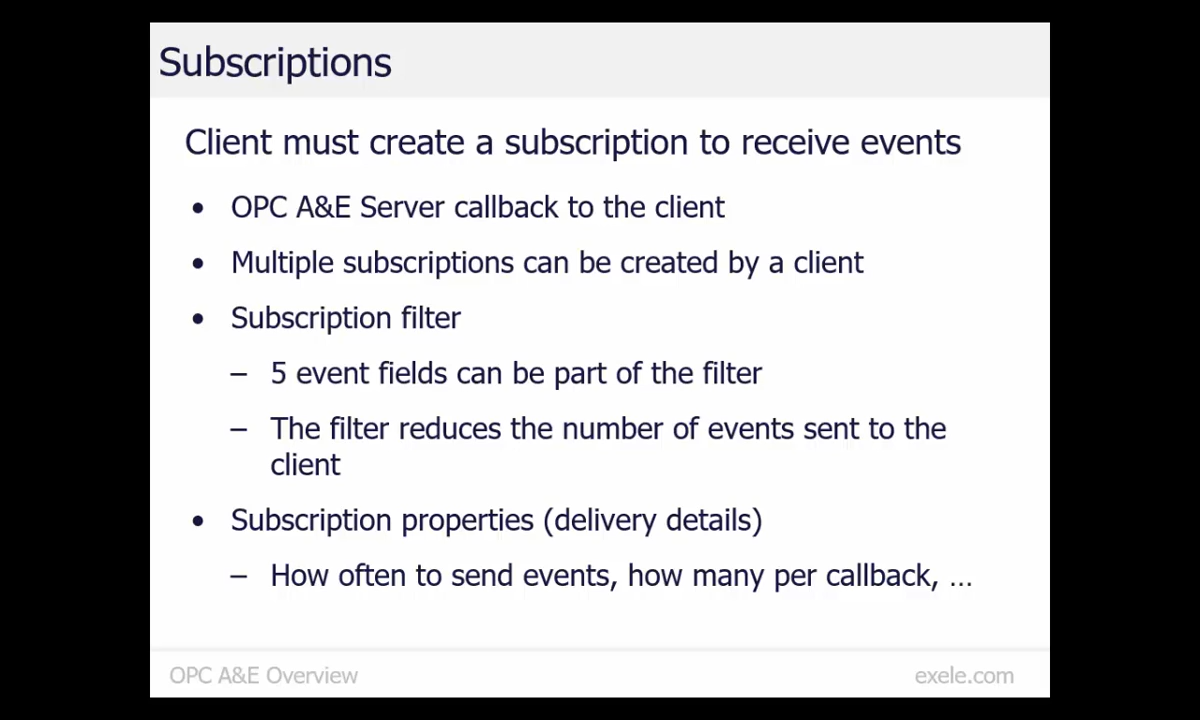 Subscriptions
Client must create a subscription to receive events
• OPC A&E Server callback to the client
• Multiple subscriptions can be created by a client
• Subscription filter
– 5 event fields can be part of the filter
– The filter reduces the number of events sent to the
client
• Subscription properties (delivery details)
– How often to send events, how many per callback, ...
OPC A&E Overview
exele.com